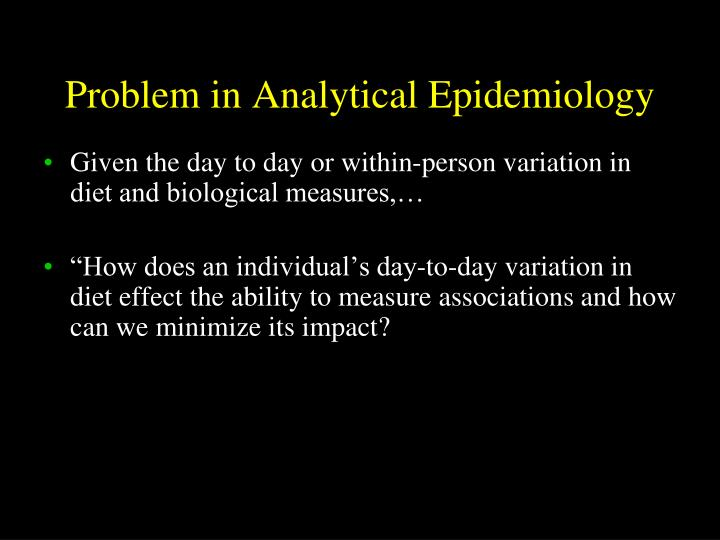 Problem in Analytical Epidemiology
• Given the day to day or within-person variation in
diet and biological measures,…
• “How does an individual’s day-to-day variation in
diet effect the ability to measure associations and how
can we minimize its impact?